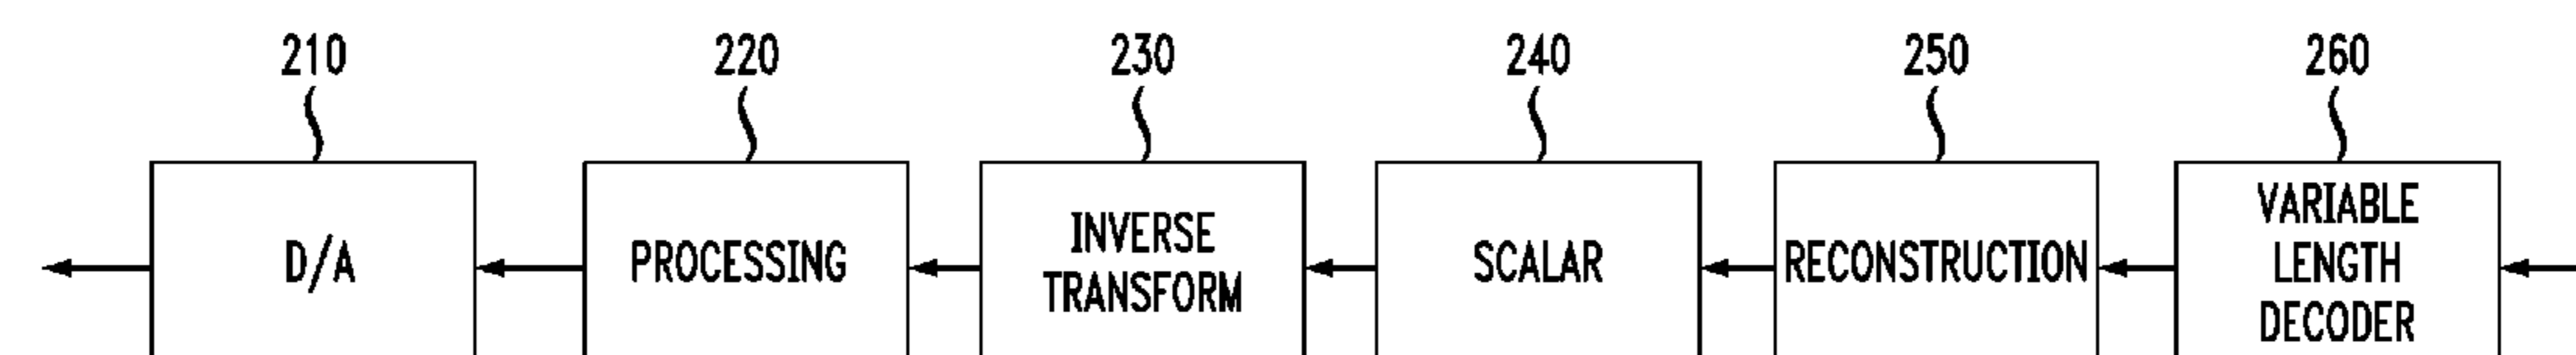 210 220 230 240 250 260
D/A
PROCESSING
INVERSE
TRANSFORM
SCALAR
RECONSTRUCTION
VARIABLE
LENGTH
DECODER